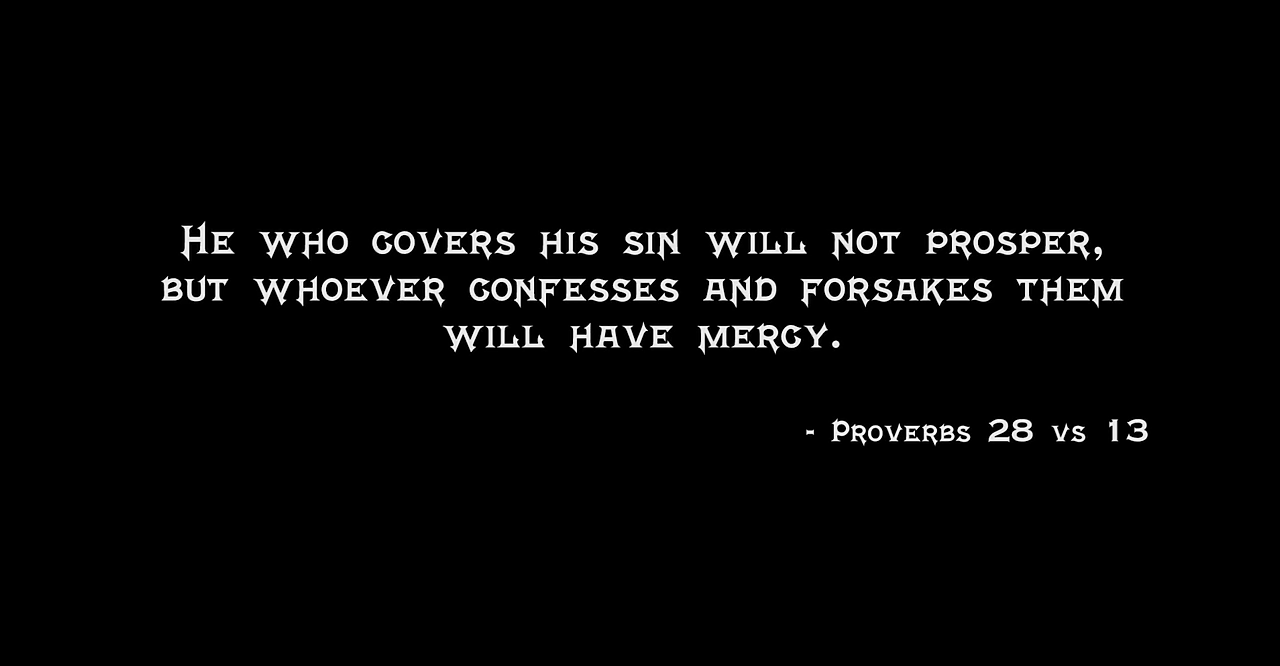 He who covers his sin will not prosper,
but whoever confesses and forsakes them
will have mercy.
- Proverbs 28 vs 13